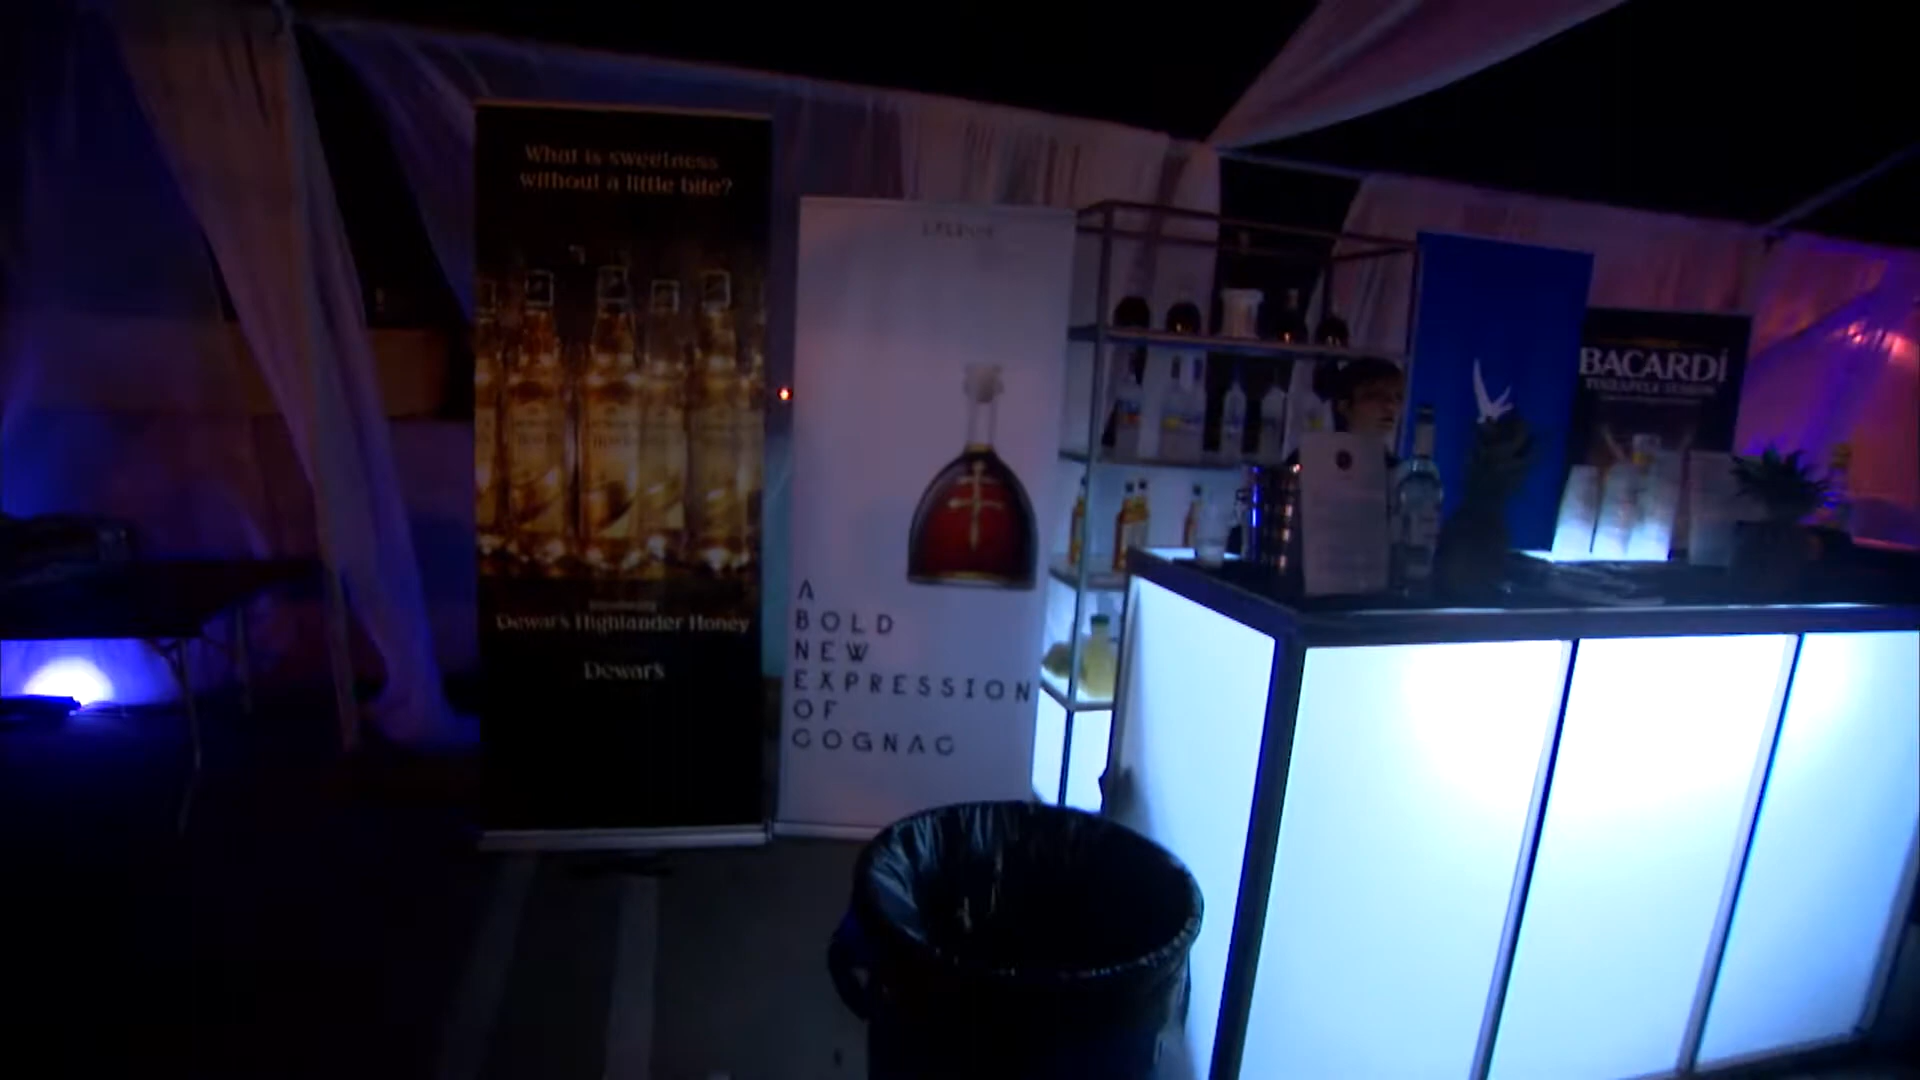 What is sweetness
without a little bite?
Dewar's Highlander Honey
Dewar's
A
BOLD
NEW
EXPRESSION
OF
COGNAC
BACARDÍ